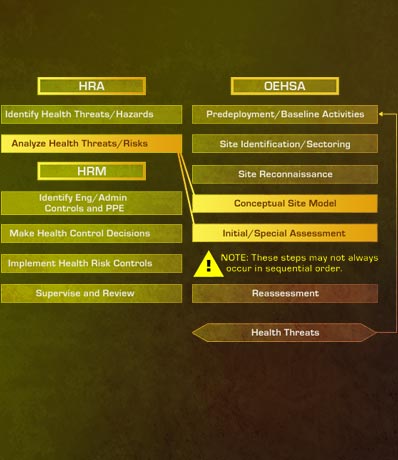 HRA
Identify Health Threats/Hazards
Analyze Health Threats/Risks
HRM
Identify Eng/Admin
Controls and PPE
Make Health Control Decisions
Implement Health Risk Controls
Supervise and Review
OEHSA
Predeployment/Baseline Activities
Site Identification/Sectoring
Site Reconnaissance
Conceptual Site Model
Initial/Special Assessment
NOTE: These steps may not always
occur in sequential order.
Reassessment
Health Threats